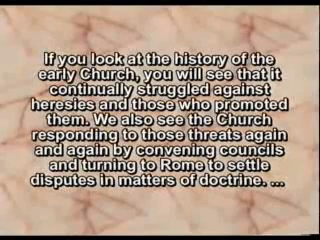 If you look at the history of the
early Church, you will see that it
continually struggled against
heresies and those who promoted
them. We also see the Church
responding to those threats again
and again by convening councils
and turning to Rome to settle
disputes in matters of doctrine. ...